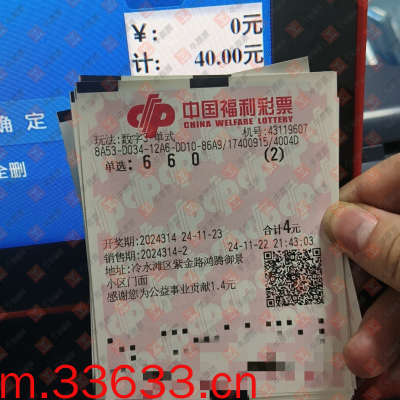 ¥: 0元
计: 40.00元
确 定
全删
中国福利彩票
CHINA WELFARE LOTTERY
玩法:数字3-单式
机号:43119607
8A53-D034-12A6-DD10-86A9/17400915/4004D
单选: 6 6 0 (2)
开奖期:2024314 24-11-23 合计4元
销售期:2024314-2 24-11-22 21:43:03
地址:冷水滩区紫金路鸿腾御景
小区门面
感谢您为公益事业贡献1.4元
m.33633.cn